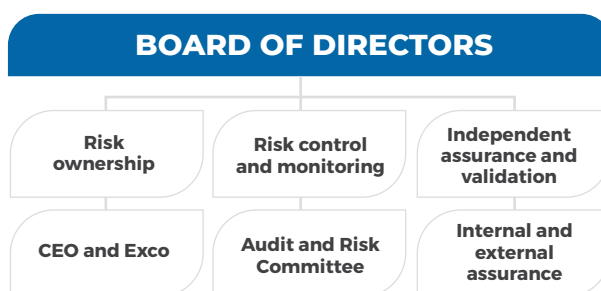 BOARD OF DIRECTORS
Risk
ownership
Risk control
and monitoring
Independent
assurance and
validation
CEO and Exco
Audit and Risk
Committee
Internal and
external
assurance